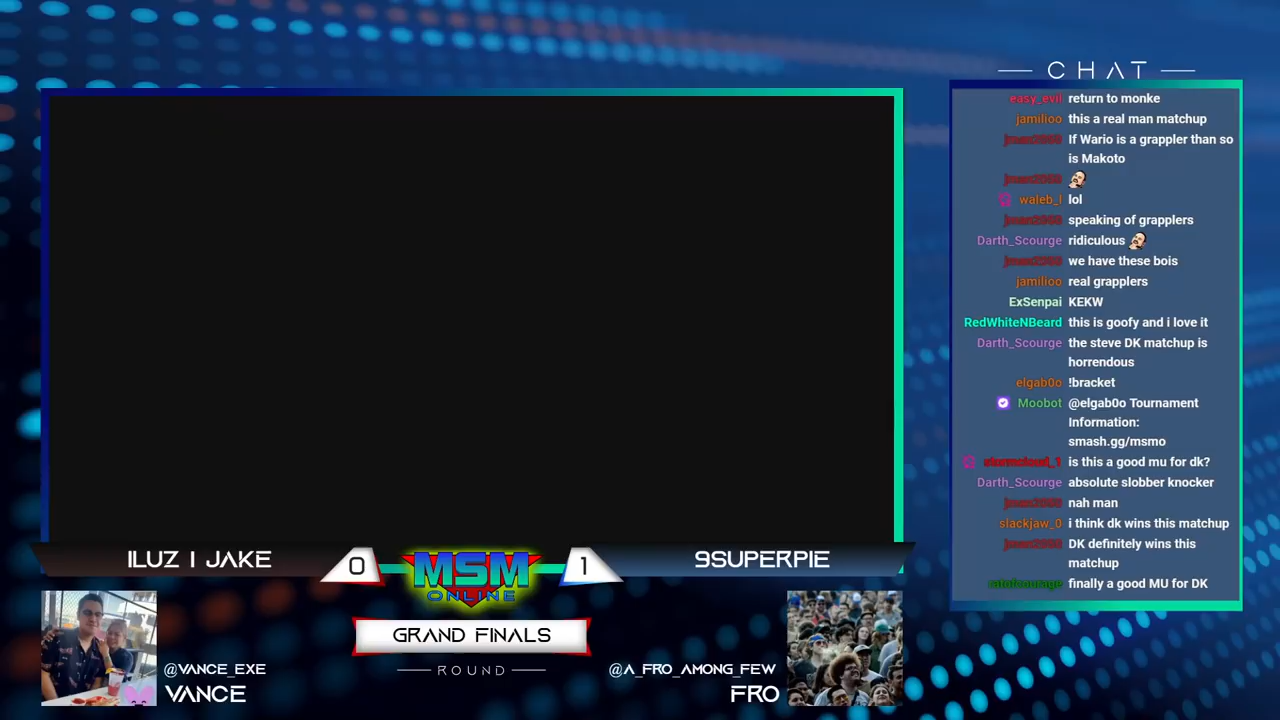 CHAT
easy_evil return to monke
jamilioo this a real man matchup
If Wario is a grappler than so
is Makoto
waleb_l lol
speaking of grapplers
Darth_Scourge ridiculous
we have these bois
jamilioo real grapplers
ExSenpai KEKW
RedWhiteNBeard this is goofy and i love it
Darth_Scourge the steve DK matchup is
horrendous
elgab0o !bracket
Moobot @elgab0o Tournament
Information:
smash.gg/msmo
is this a good mu for dk?
Darth_Scourge absolute slobber knocker
nah man
slackjaw_0 i think dk wins this matchup
DK definitely wins this
matchup
finally a good MU for DK
ILUZ | JAKE 0 MSM ONLINE 1 9SUPERPIE
GRAND FINALS
ROUND
@VANCE_EXE
VANCE
@A_FRO_AMONG_FEW
FRO